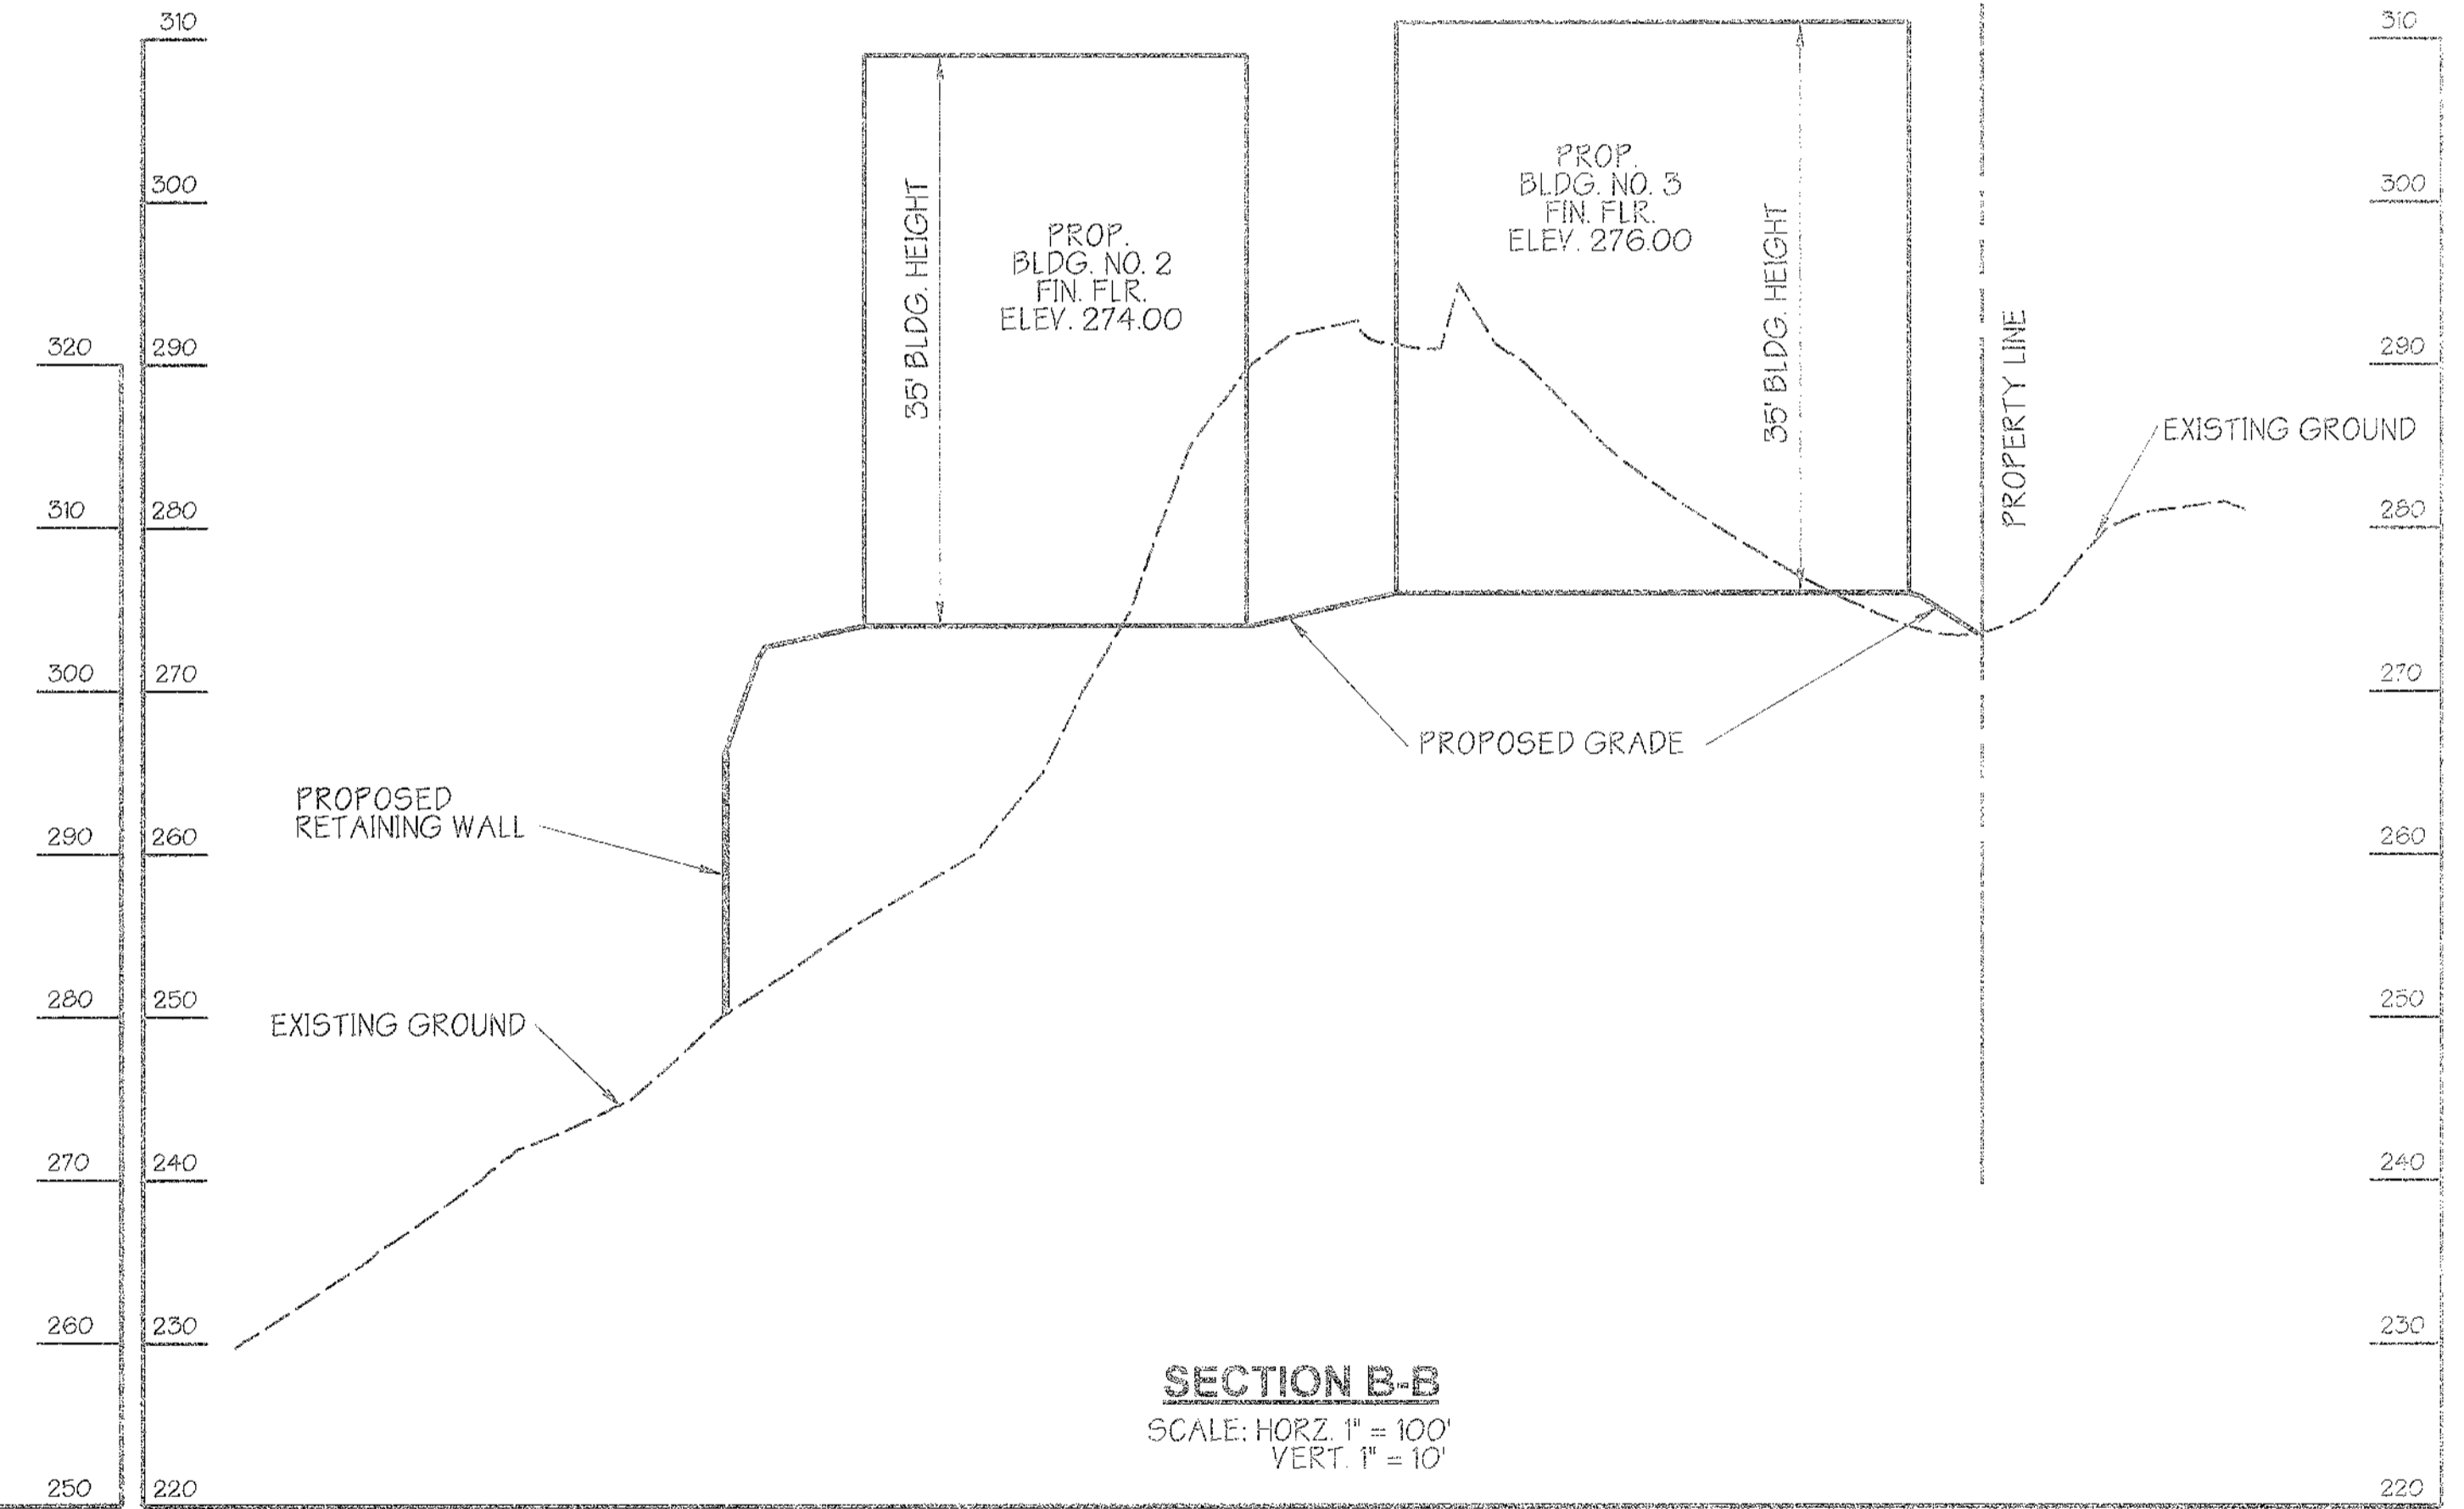 310
310
300
300
320
290
290
310
280
280
300
270
270
290
260
260
280
250
250
270
240
240
260
230
230
250
220
220
35' BLDG. HEIGHT
PROP.
BLDG. NO. 2
FIN. FLR.
ELEV. 274.00
PROP.
BLDG. NO. 3
FIN. FLR.
ELEV. 276.00
35' BLDG. HEIGHT
PROPERTY LINE
EXISTING GROUND
PROPOSED GRADE
PROPOSED
RETAINING WALL
EXISTING GROUND
SECTION B-B
SCALE: HORZ. 1" = 100'
VERT. 1" = 10'